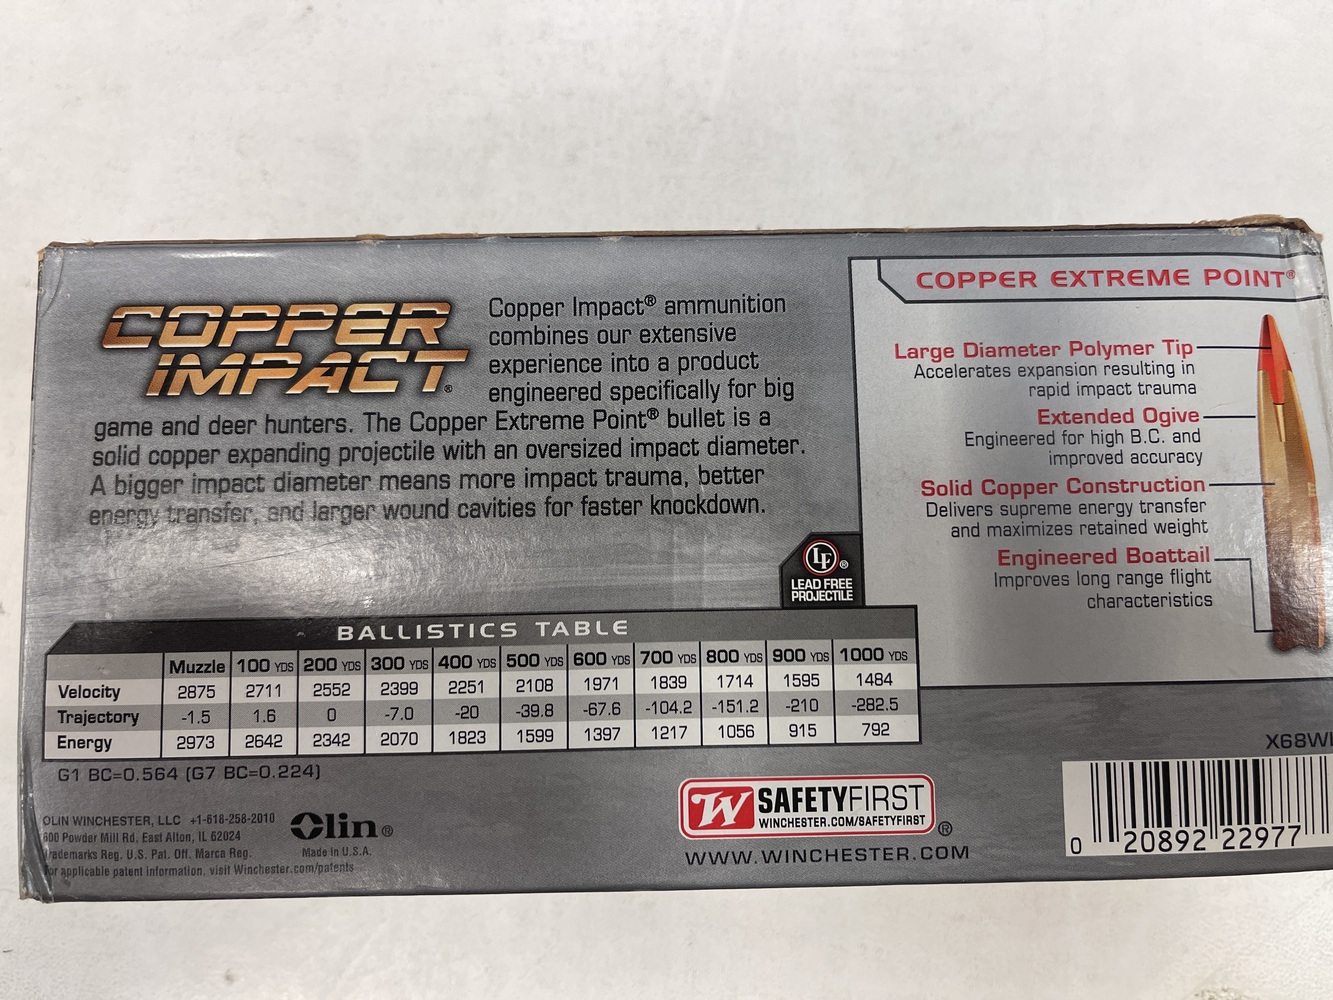 COPPER
IMPACT®
Copper Impact® ammunition
combines our extensive
experience into a product
engineered specifically for big
game and deer hunters. The Copper Extreme Point® bullet is a
solid copper expanding projectile with an oversized impact diameter.
A bigger impact diameter means more impact trauma, better
energy transfer, and larger wound cavities for faster knockdown.
COPPER EXTREME POINT®
Large Diameter Polymer Tip
Accelerates expansion resulting in
rapid impact trauma
Extended Ogive
Engineered for high B.C. and
improved accuracy
Solid Copper Construction
Delivers supreme energy transfer
and maximizes retained weight
Engineered Boattail
Improves long range flight
characteristics
LF®
LEAD FREE
PROJECTILE
BALLISTICS TABLE
Muzzle 100 YDS 200 YDS 300 YDS 400 YDS 500 YDS 600 YDS 700 YDS 800 YDS 900 YDS 1000 YDS
Velocity 2875 2711 2552 2399 2251 2108 1971 1839 1714 1595 1484
Trajectory -1.5 1.6 0 -7.0 -20 -39.8 -67.6 -104.2 -151.2 -210 -282.5
Energy 2973 2642 2342 2070 1823 1599 1397 1217 1056 915 792
G1 BC=0.564 (G7 BC=0.224)
OLIN WINCHESTER, LLC +1-618-258-2010
600 Powder Mill Rd, East Alton, IL 62024
Trademarks Reg. U.S. Pat. Off. Marca Reg.
for applicable patent information, visit Winchester.com/patents
Olin®
Made in U.S.A.
W SAFETYFIRST
WINCHESTER.COM/SAFETYFIRST
®
WWW.WINCHESTER.COM
X68W
0 20892 22977